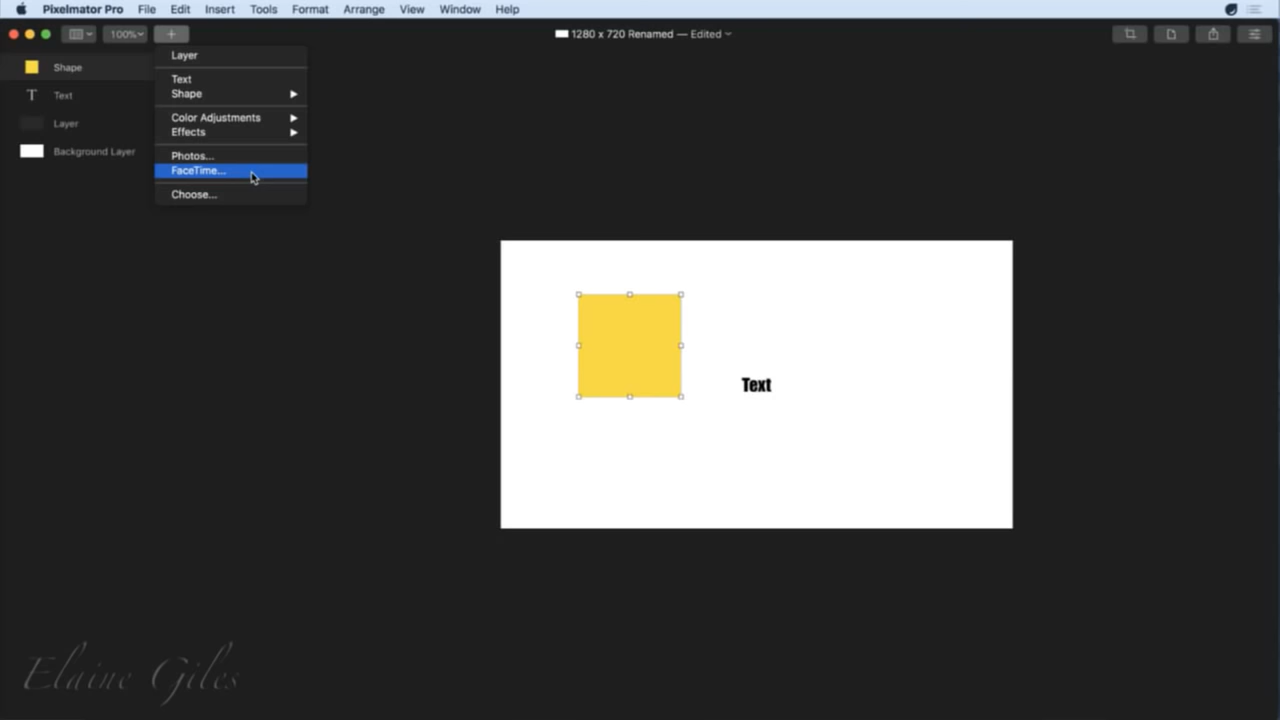 Pixelmator Pro File Edit Insert Tools Format Arrange View Window Help
100% 1280 x 720 Renamed — Edited
Shape
Text
Layer
Background Layer
Layer
Text
Shape
Color Adjustments
Effects
Photos...
FaceTime...
Choose...
Text
Elaine Giles